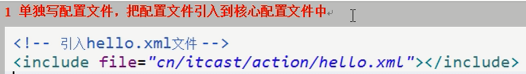 1 单独写配置文件，把配置文件引入到核心配置文件中
<!-- 引入hello.xml文件 -->
<include file="cn/itcast/action/hello.xml"></include>